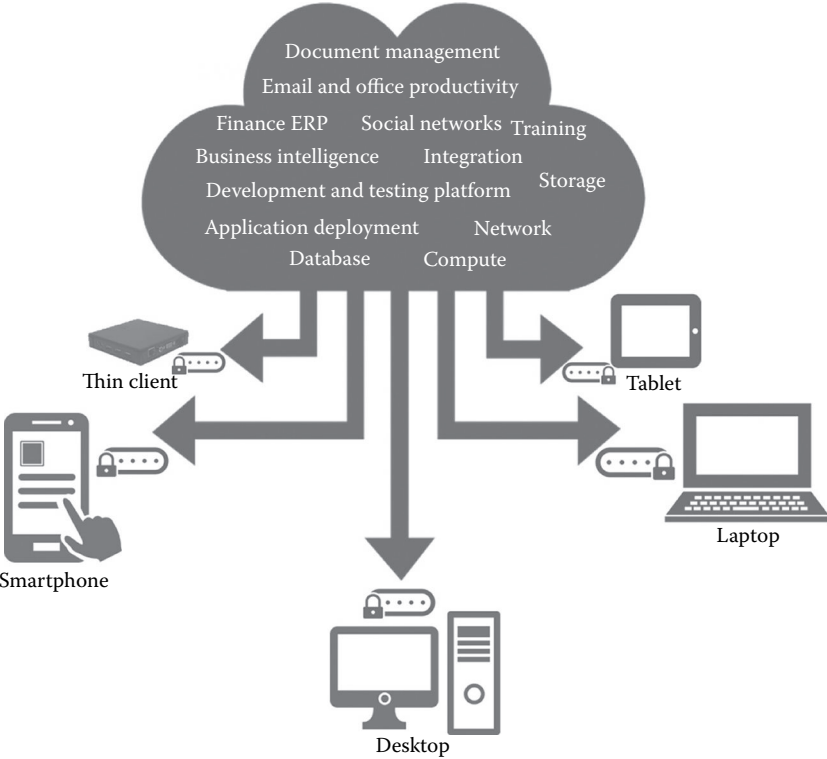 Document management
Email and office productivity
Finance ERP Social networks Training
Business intelligence Integration
Storage
Development and testing platform
Application deployment Network
Database Compute
Thin client
Tablet
Smartphone
Laptop
Desktop